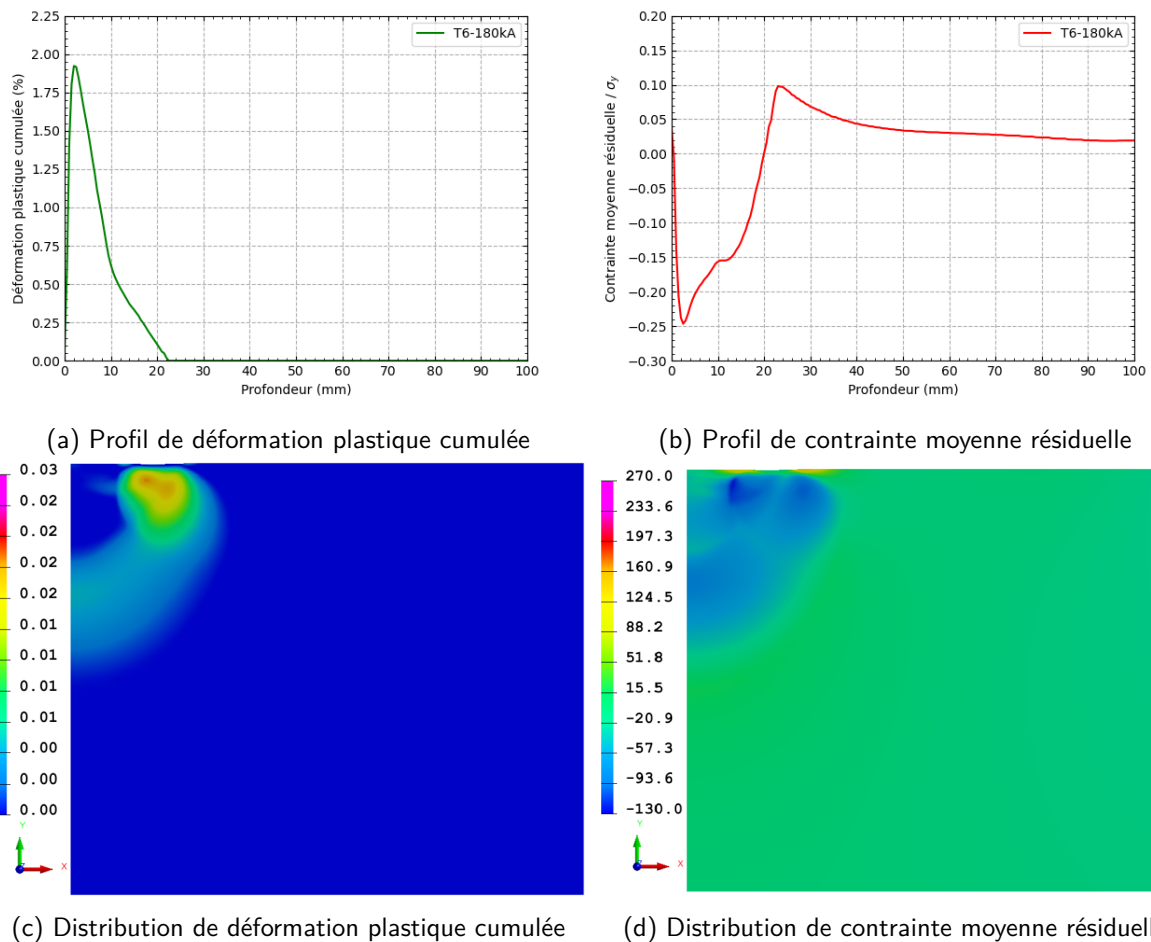 2.25
2.00
1.75
1.50
1.25
1.00
0.75
0.50
0.25
0.00
Déformation plastique cumulée (%)
T6-180kA
0 10 20 30 40 50 60 70 80 90 100
Profondeur (mm)
0.20
0.15
0.10
0.05
0.00
−0.05
−0.10
−0.15
−0.20
−0.25
−0.30
Contrainte moyenne résiduelle / σy
T6-180kA
0 10 20 30 40 50 60 70 80 90 100
Profondeur (mm)
(a) Profil de déformation plastique cumulée
(b) Profil de contrainte moyenne résiduelle
0.03
0.02
0.02
0.02
0.02
0.01
0.01
0.01
0.01
0.00
0.00
0.00
Y
Z
X
270.0
233.6
197.3
160.9
124.5
88.2
51.8
15.5
-20.9
-57.3
-93.6
-130.0
Y
Z
X
(c) Distribution de déformation plastique cumulée
(d) Distribution de contrainte moyenne résiduell